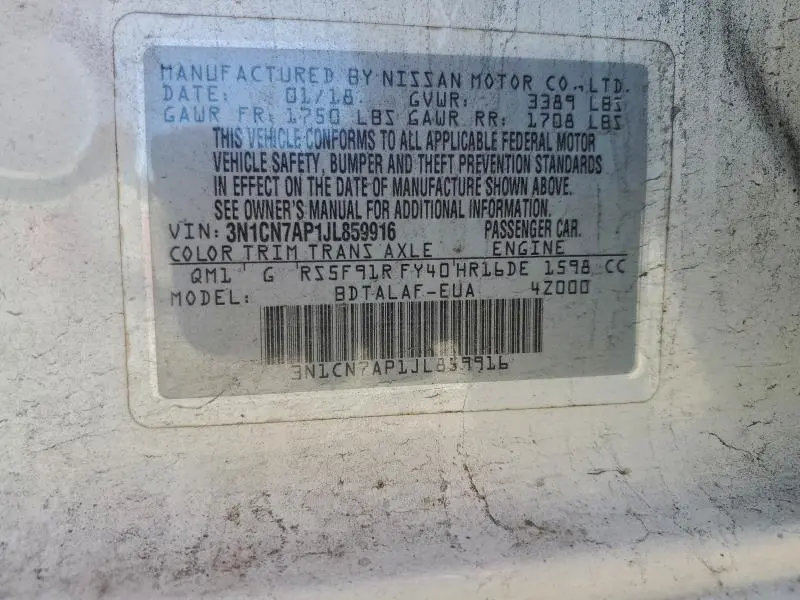 MANUFACTURED BY NISSAN MOTOR CO.,LTD.
DATE: 01/18 GVWR: 3389 LBS
GAWR FR: 1750 LBS GAWR RR: 1708 LBS
THIS VEHICLE CONFORMS TO ALL APPLICABLE FEDERAL MOTOR
VEHICLE SAFETY, BUMPER AND THEFT PREVENTION STANDARDS
IN EFFECT ON THE DATE OF MANUFACTURE SHOWN ABOVE.
SEE OWNER'S MANUAL FOR ADDITIONAL INFORMATION.
VIN: 3N1CN7AP1JL859916 PASSENGER CAR.
COLOR TRIM TRANS AXLE ENGINE
QM1 G RS5F91R FY40 HR16DE 1598 CC
MODEL: BDTALAF-EUA 4Z000
3N1CN7AP1JL859916